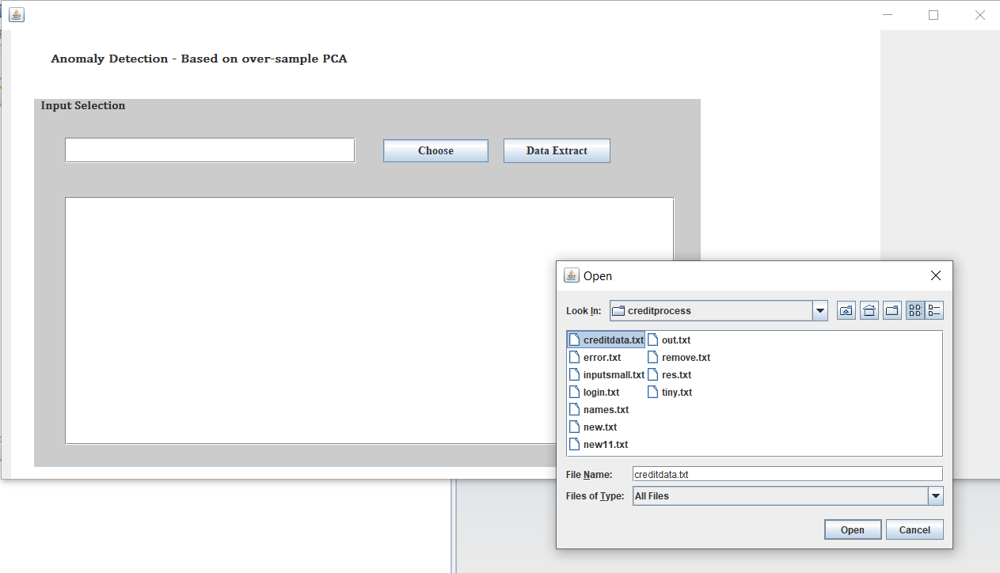 Anomaly Detection - Based on over-sample PCA
Input Selection
Choose
Data Extract
Open
Look In:
creditprocess
creditdata.txt
error.txt
inputsmall.txt
login.txt
names.txt
new.txt
new11.txt
out.txt
remove.txt
res.txt
tiny.txt
File Name:
creditdata.txt
Files of Type:
All Files
Open
Cancel